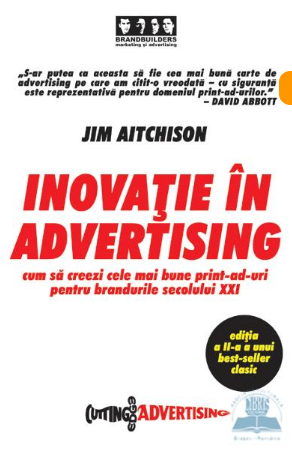 BRANDBUILDERS
marketing și advertising
„S-ar putea ca aceasta să fie cea mai bună carte de
advertising pe care am citit-o vreodată – cu siguranță
este reprezentativă pentru domeniul print-ad-urilor.”
– DAVID ABBOTT
JIM AITCHISON
INOVAŢIE ÎN
ADVERTISING
cum să creezi cele mai bune print-ad-uri
pentru brandurile secolului XXI
ediția
a II-a a unui
best-seller
clasic
CUTTING EDGE ADVERTISING
LIBRIS